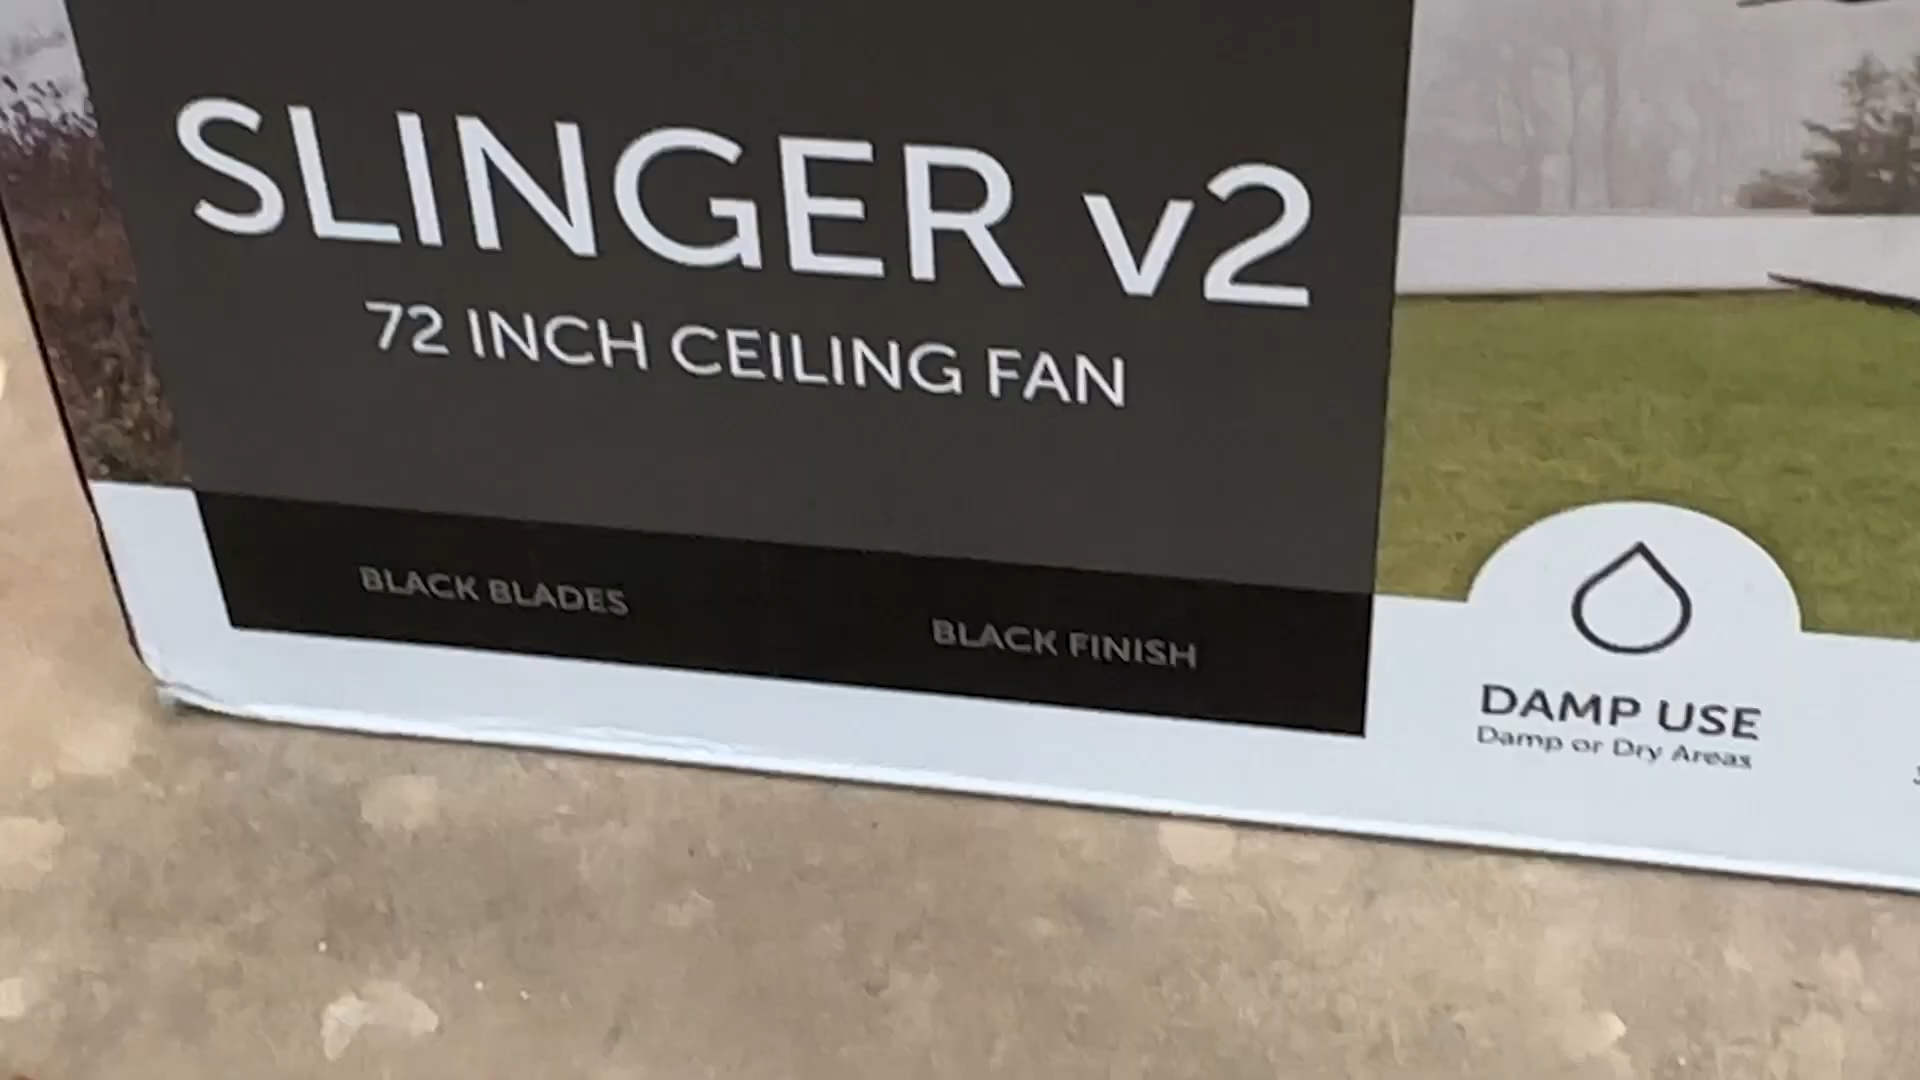 SLINGER v2
72 INCH CEILING FAN
BLACK BLADES
BLACK FINISH
DAMP USE
Damp or Dry Areas